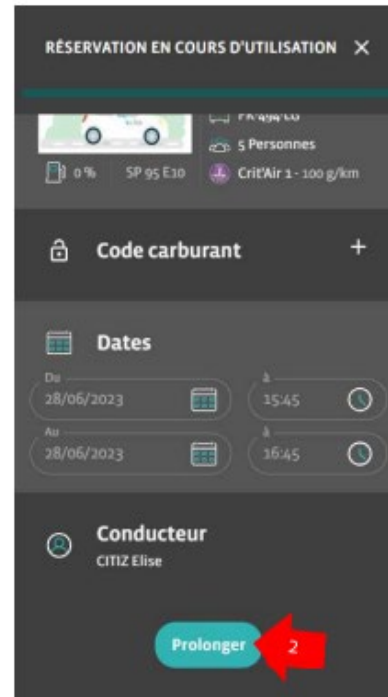 RÉSERVATION EN COURS D'UTILISATION
5 Personnes
0 % SP 95 E10 Crit'Air 1 - 100 g/km
Code carburant +
Dates
Du à
28/06/2023 15:45
Au à
28/06/2023 16:45
Conducteur
CITIZ Elise
Prolonger 2